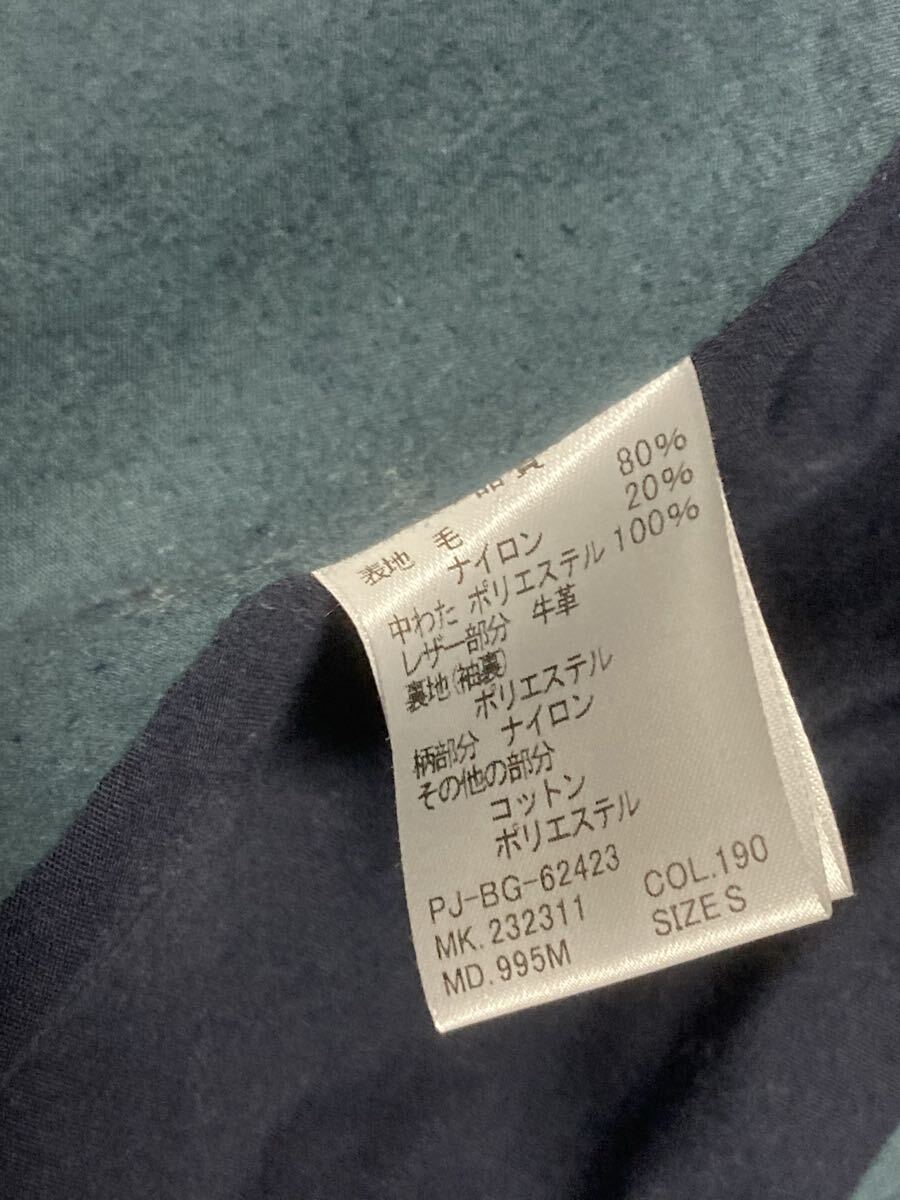 品質
表地 毛 80%
ナイロン 20%
中わた ポリエステル 100%
レザー部分 牛革
裏地(袖裏)
ポリエステル
柄部分 ナイロン
その他の部分
コットン
ポリエステル
PJ-BG-62423
MK.232311 COL.190
MD.995M SIZE S